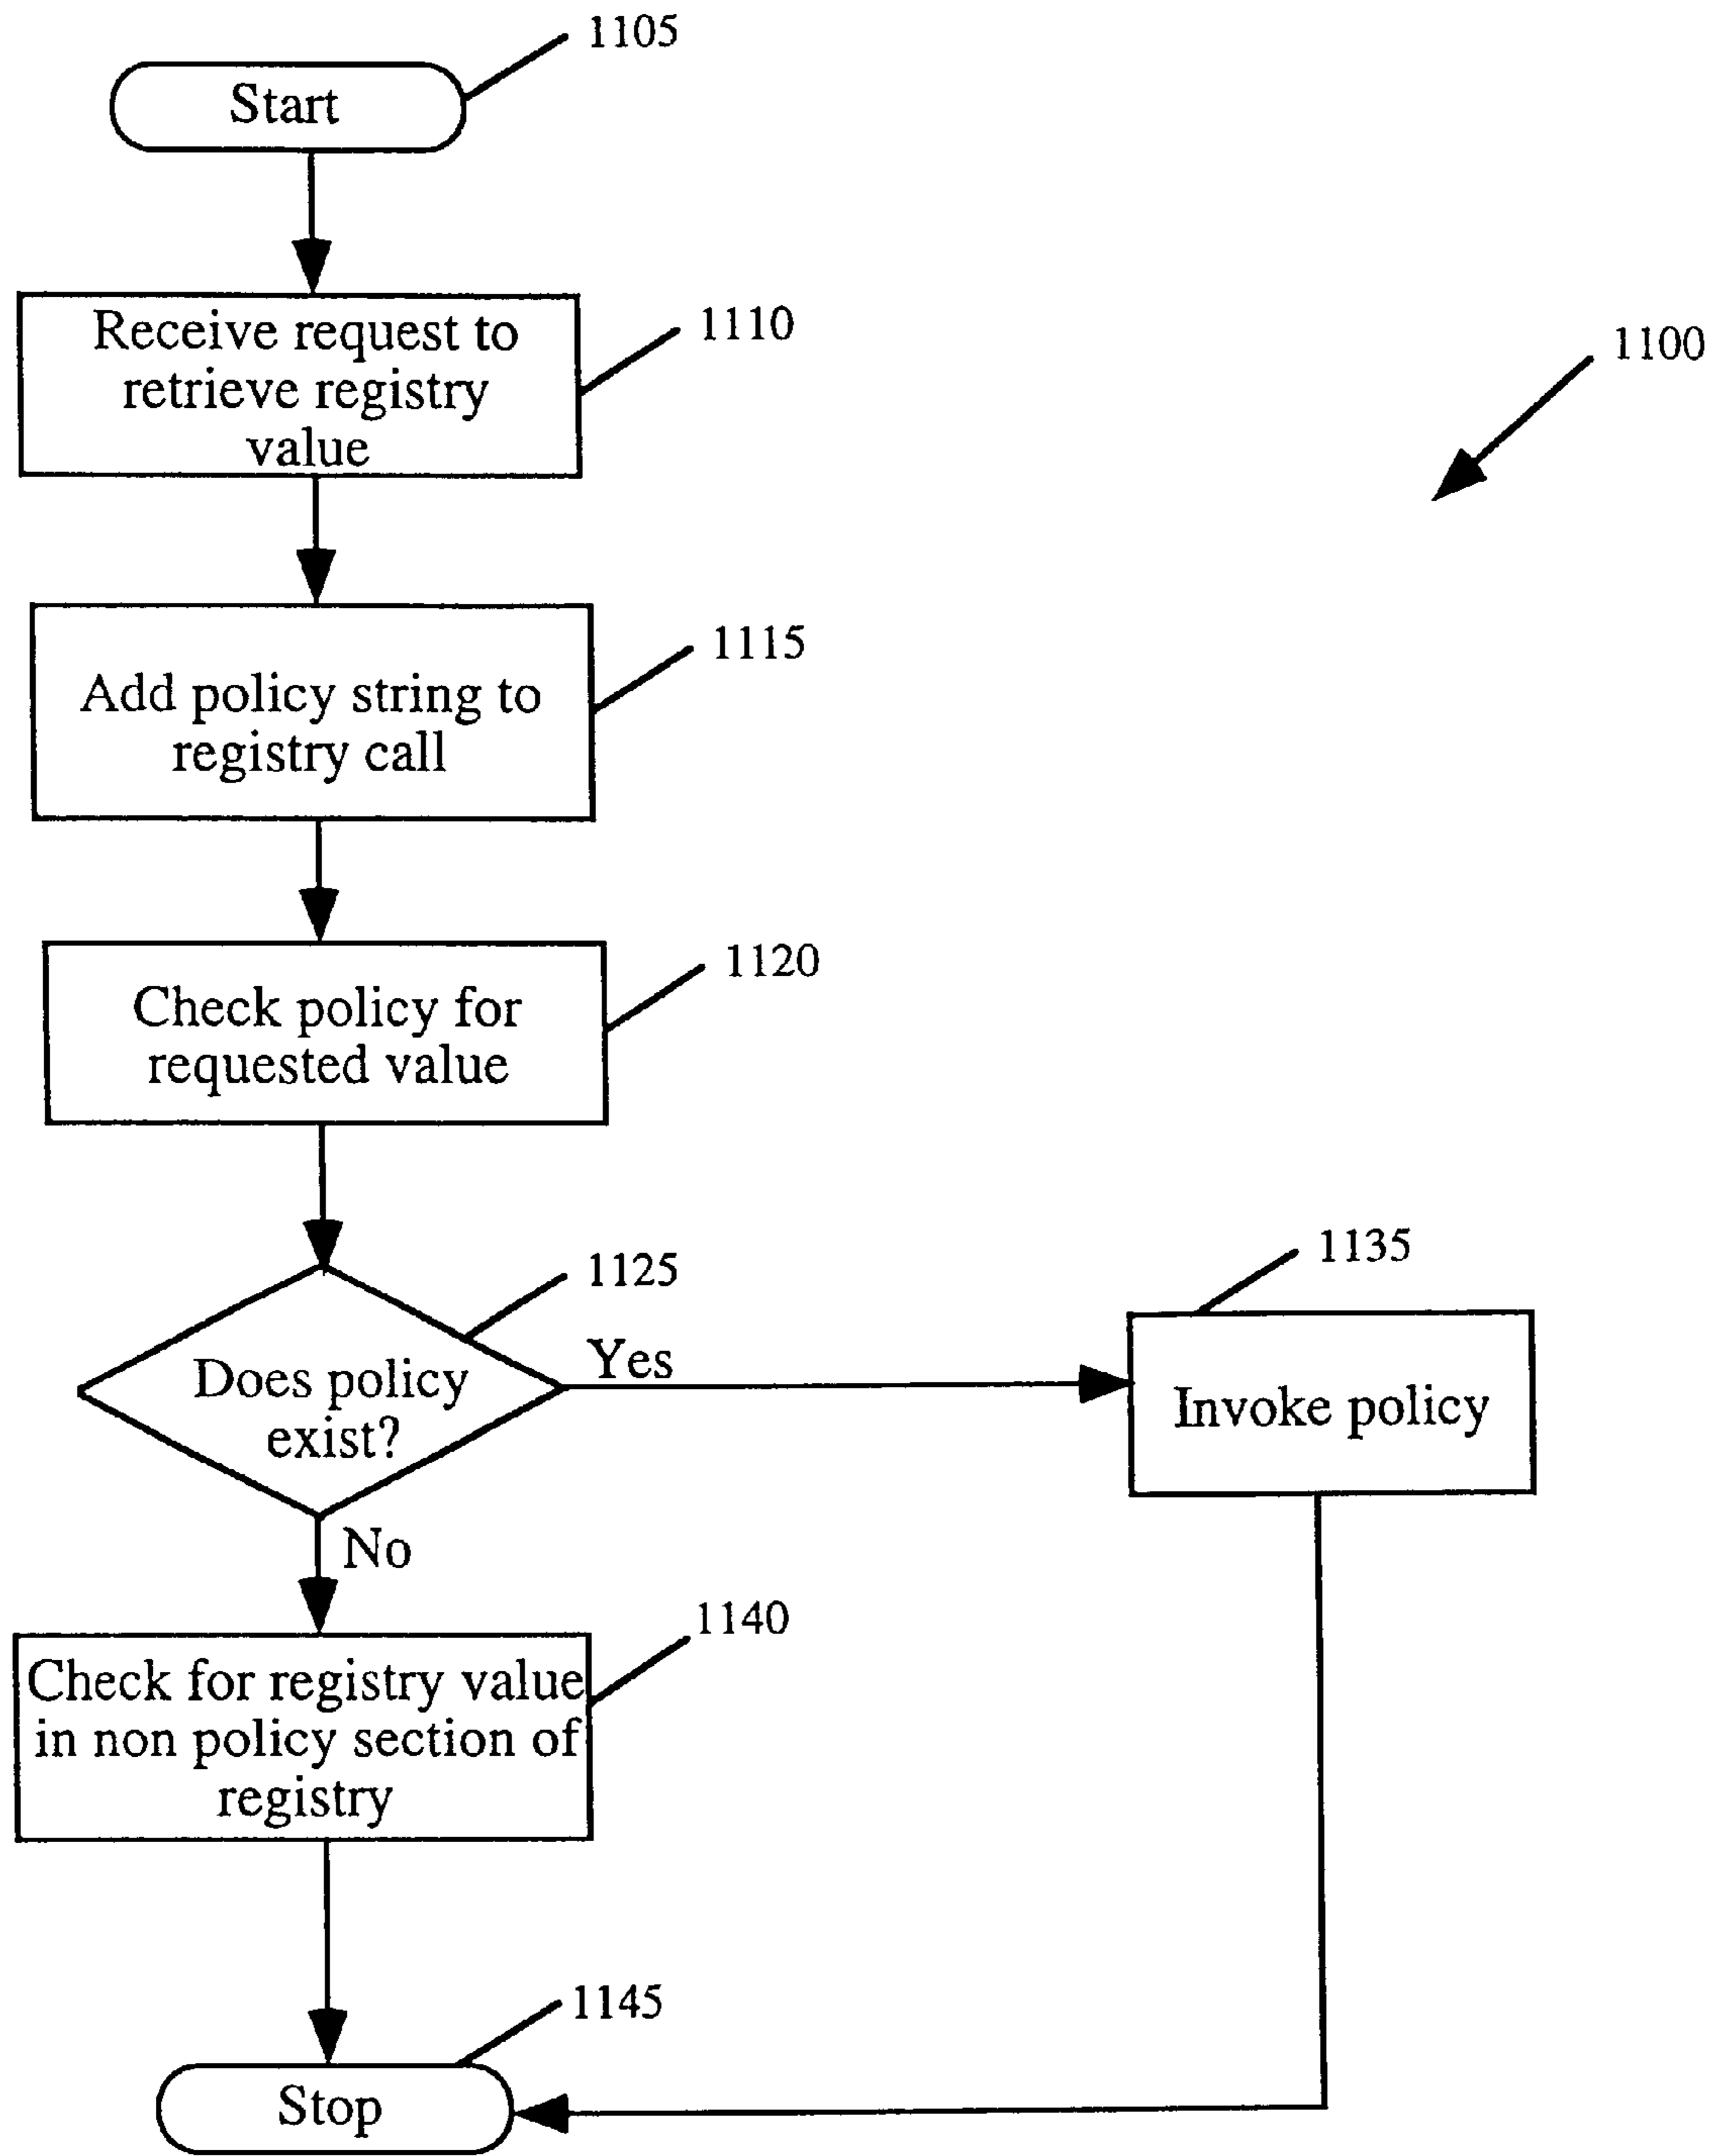 1105
Start
1110
Receive request to
retrieve registry
value
1100
1115
Add policy string to
registry call
1120
Check policy for
requested value
1125
Does policy
exist?
Yes
1135
Invoke policy
No
1140
Check for registry value
in non policy section of
registry
1145
Stop